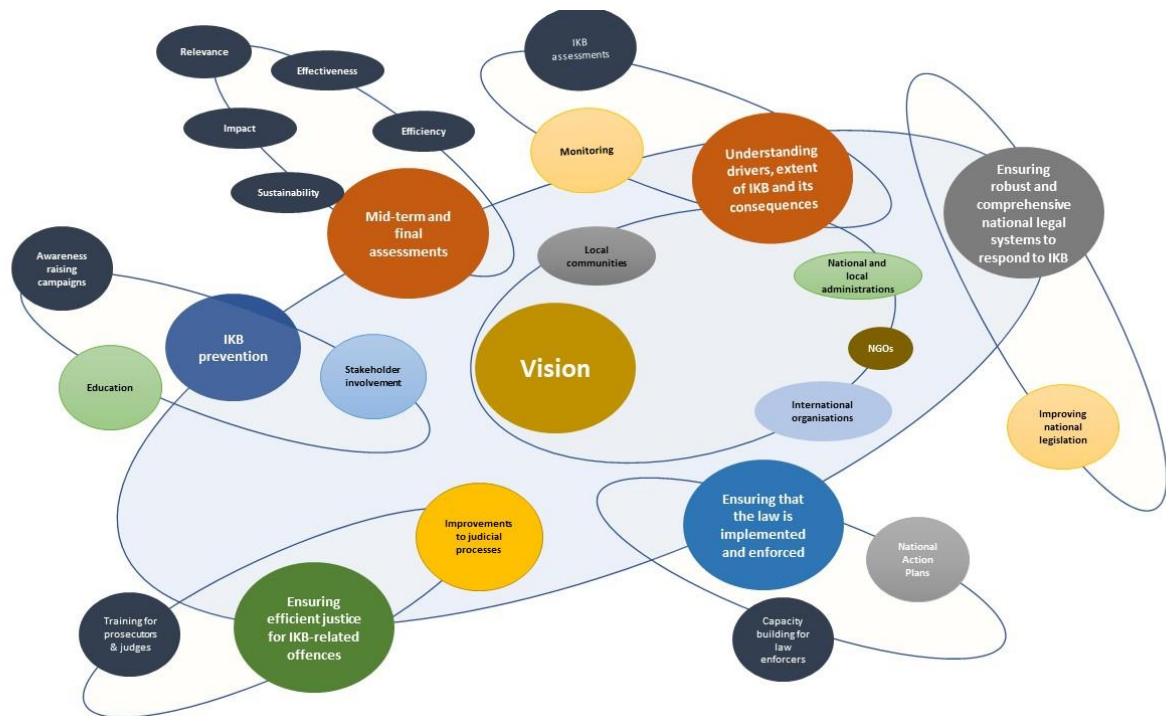 Relevance
Effectiveness
Impact
Efficiency
Sustainability
Mid-term and
final
assessments
IKB
assessments
Monitoring
Understanding
drivers, extent
of IKB and its
consequences
Ensuring
robust and
comprehensive
national legal
systems to
respond to IKB
Improving
national
legislation
Local
communities
National and
local
administrations
NGOs
International
organisations
Vision
Awareness
raising
campaigns
IKB
prevention
Education
Stakeholder
involvement
Improvements
to judicial
processes
Ensuring
efficient justice
for IKB-related
offences
Training for
prosecutors
& judges
Ensuring that
the law is
implemented
and enforced
National
Action
Plans
Capacity
building for
law
enforcers